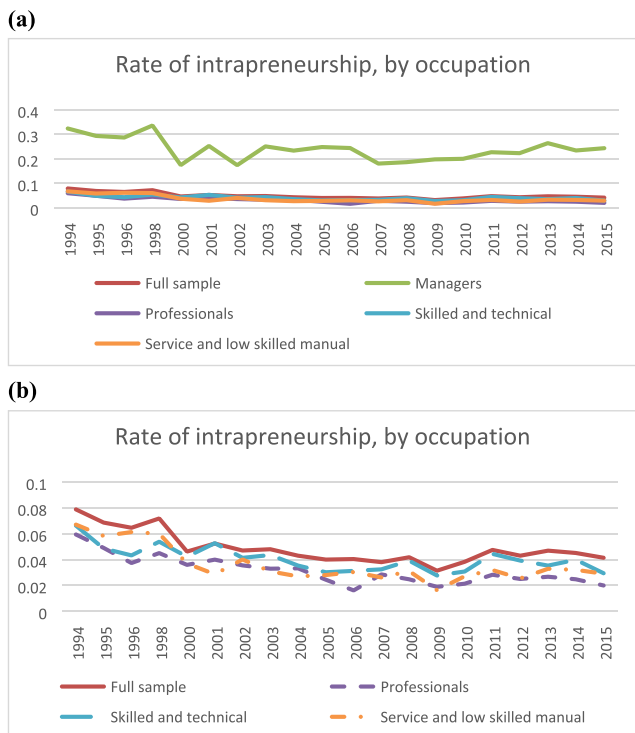 (a)
Rate of intrapreneurship, by occupation
0.4
0.3
0.2
0.1
0
1994 1995 1996 1998 2000 2001 2002 2003 2004 2005 2006 2007 2008 2009 2010 2011 2012 2013 2014 2015
Full sample Managers
Professionals Skilled and technical
Service and low skilled manual
(b)
Rate of intrapreneurship, by occupation
0.1
0.08
0.06
0.04
0.02
0
1994 1995 1996 1998 2000 2001 2002 2003 2004 2005 2006 2007 2008 2009 2010 2011 2012 2013 2014 2015
Full sample Professionals
Skilled and technical Service and low skilled manual